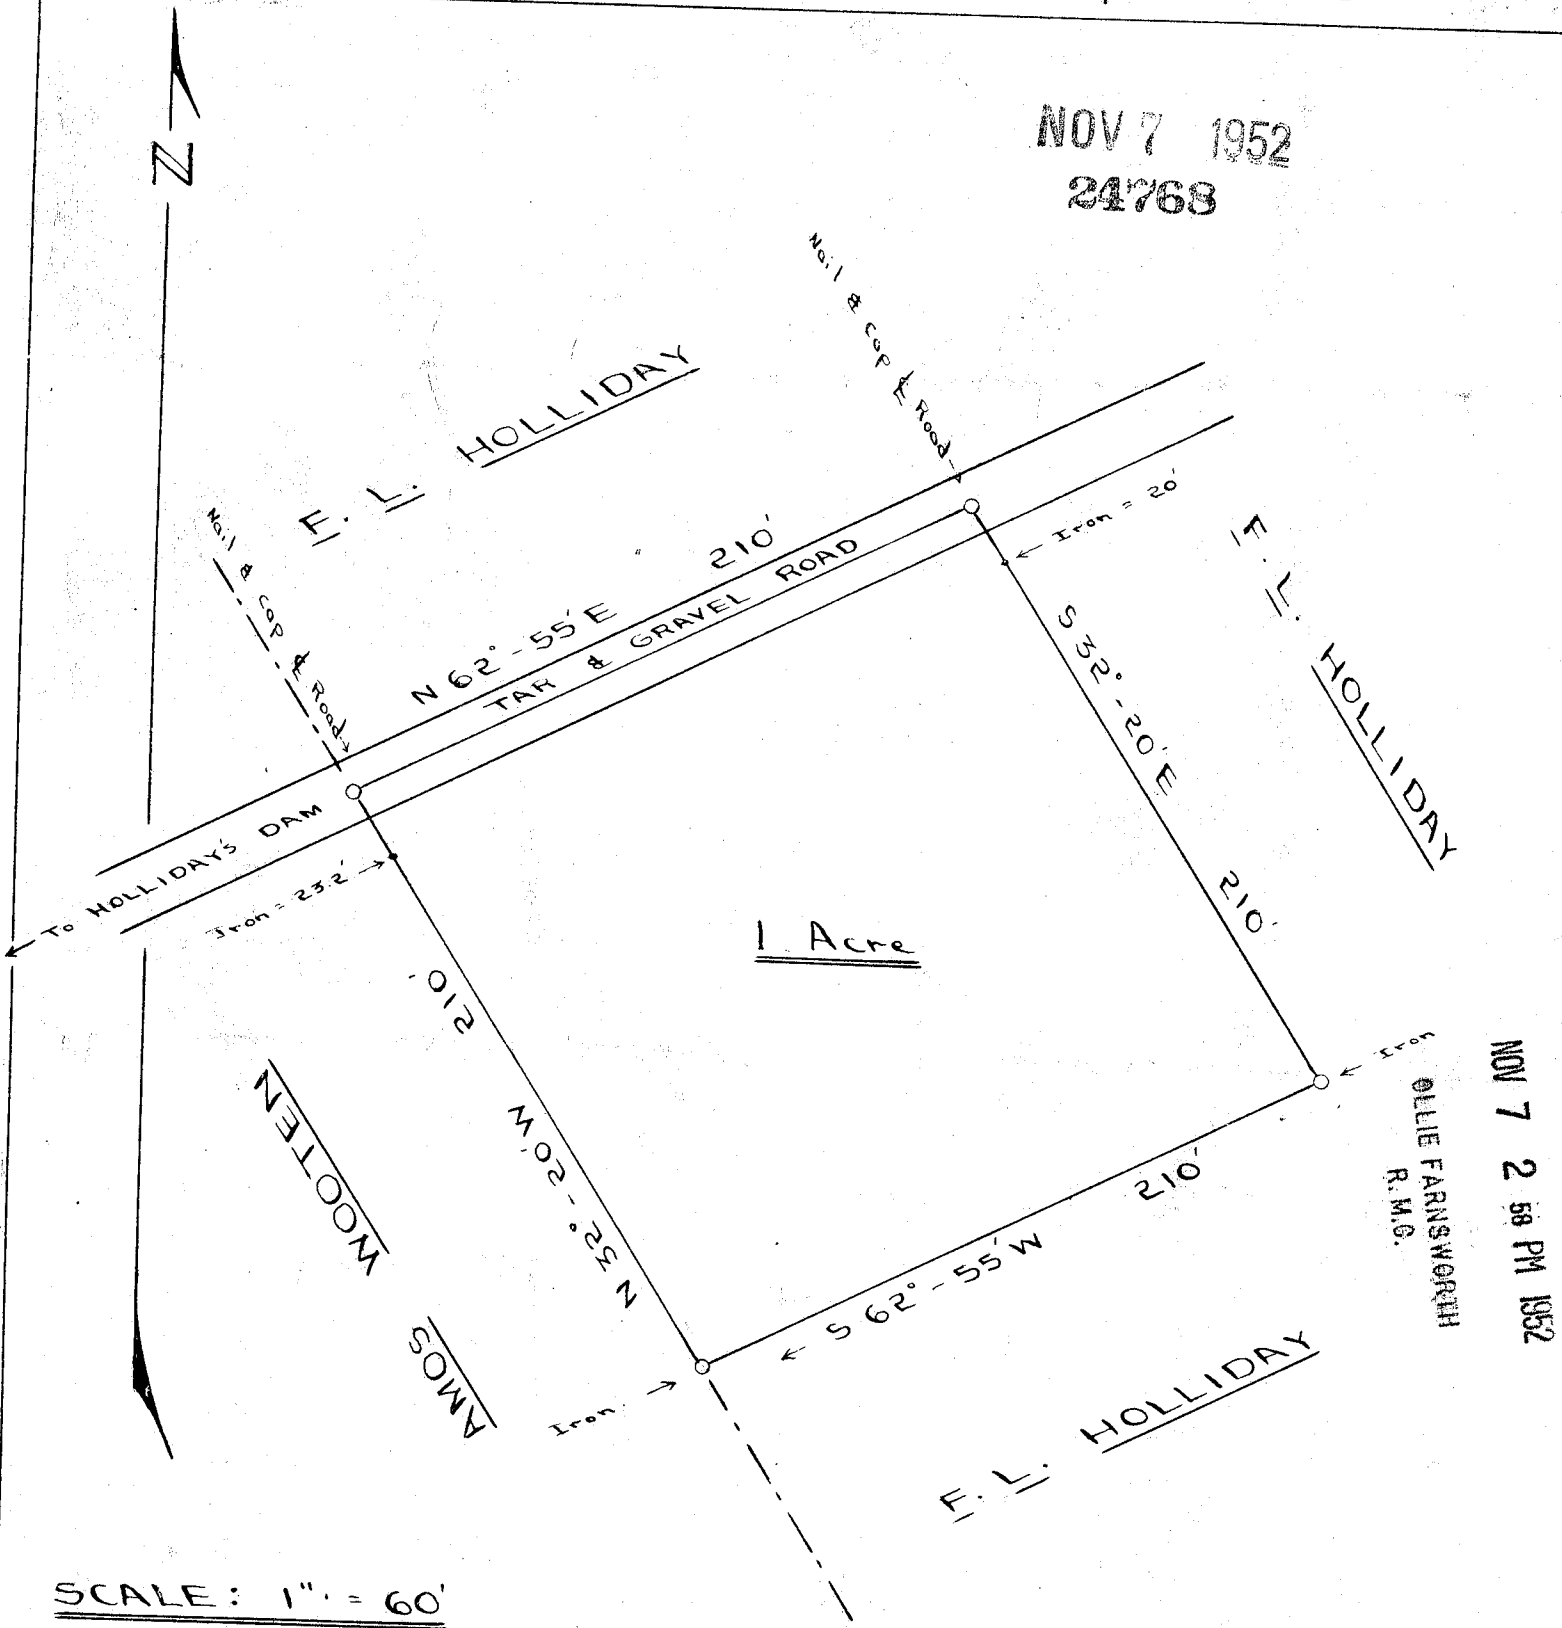 N
NOV 7 1952
24768
Nail & Cap ℄ Road
F. L. HOLLIDAY
Nail & Cap ℄ Road
N 62° - 55' E 210'
TAR & GRAVEL ROAD
Iron = 20'
F. L. HOLLIDAY
S 32° - 20' E 210'
To HOLLIDAY'S DAM
Iron = 23.2'
1 Acre
N 32° - 20' W 210'
AMOS WOOTEN
Iron
NOV 7 2 58 PM 1952
OLLIE FARNSWORTH
R.M.C.
S 62° - 55' W 210'
Iron
F. L. HOLLIDAY
SCALE: 1" = 60'